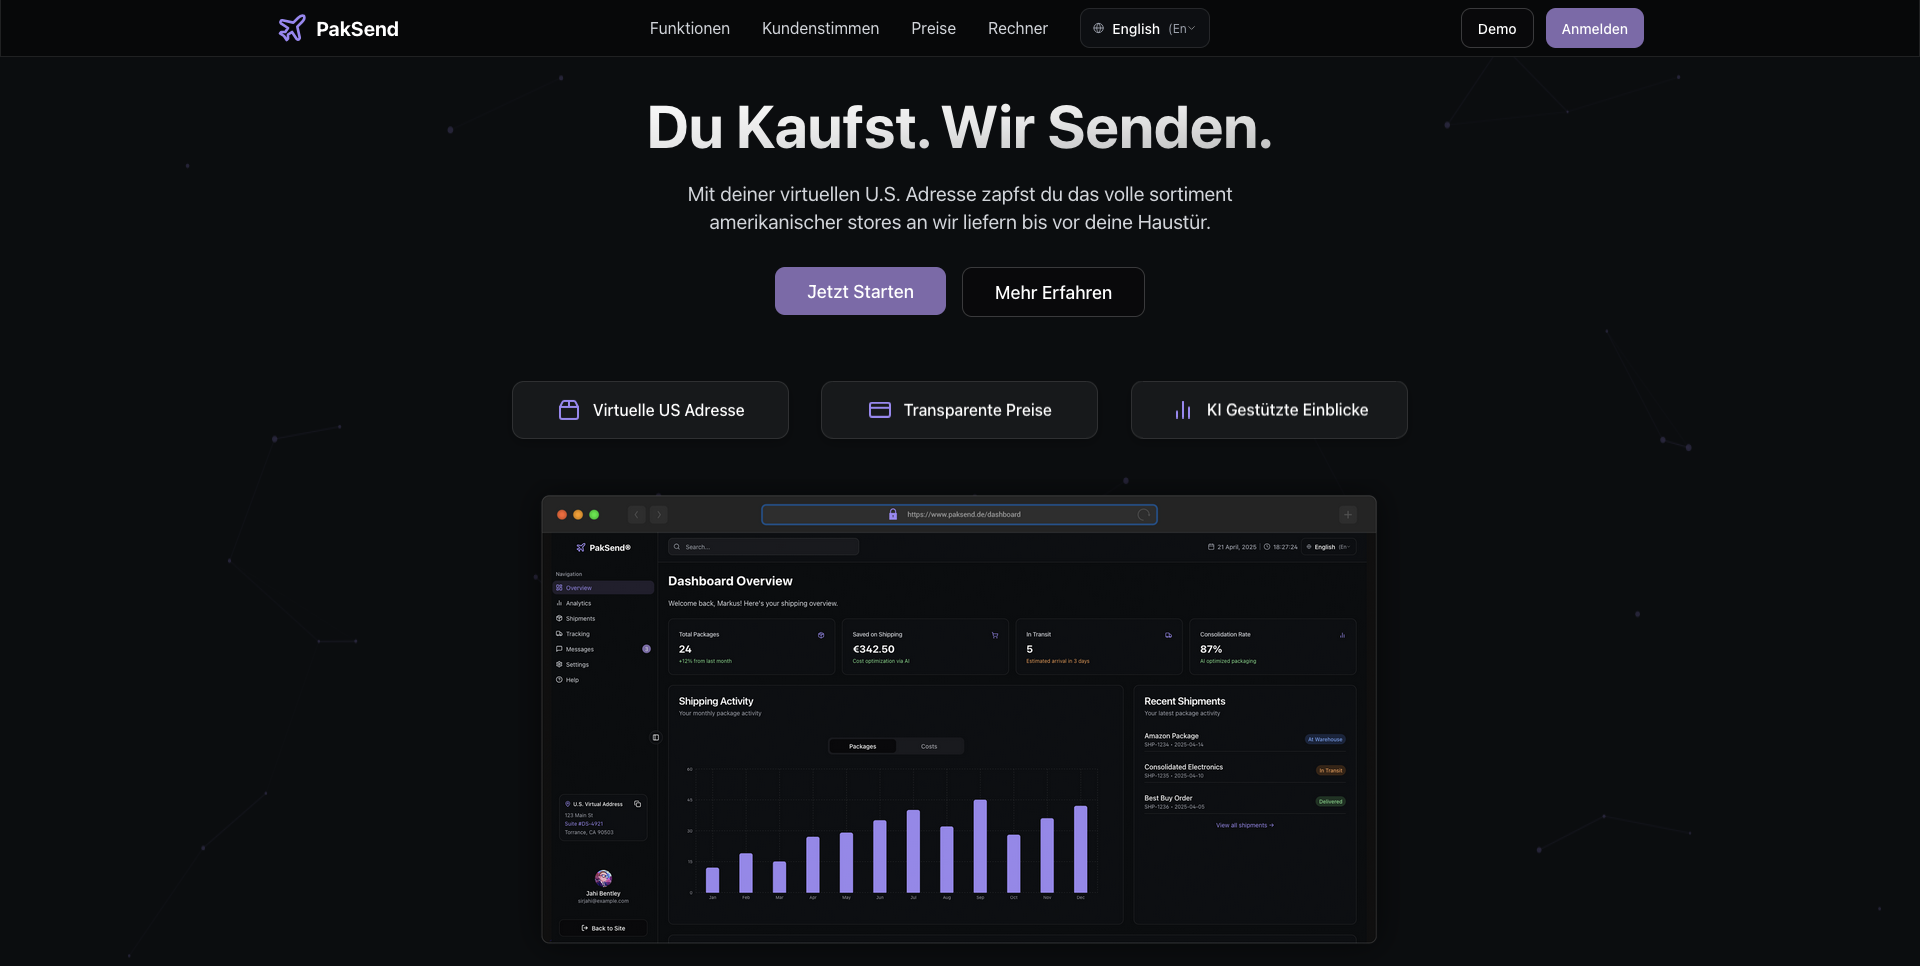 PakSend
Funktionen
Kundenstimmen
Preise
Rechner
English (En
Demo
Anmelden
Du Kaufst. Wir Senden.
Mit deiner virtuellen U.S. Adresse zapfst du das volle sortiment
amerikanischer stores an wir liefern bis vor deine Haustür.
Jetzt Starten
Mehr Erfahren
Virtuelle US Adresse
Transparente Preise
KI Gestützte Einblicke
https://www.paksend.de/dashboard
PakSend®
Search...
21 April, 2025
18:27:24
English (En
Navigation
Overview
Analytics
Shipments
Tracking
Messages
Settings
Help
U.S. Virtual Address
123 Main St
Suite #DS-4921
Torrance, CA 90503
Jahi Bentley
sirjahi@example.com
Back to Site
Dashboard Overview
Welcome back, Markus! Here's your shipping overview.
Total Packages
24
+12% from last month
Saved on Shipping
€342.50
Cost optimization via AI
In Transit
5
Estimated arrival in 3 days
Consolidation Rate
87%
AI optimized packaging
Shipping Activity
Your monthly package activity
Packages
Costs
60
45
30
15
0
Jan Feb Mar Apr May Jun Jul Aug Sep Oct Nov Dec
Recent Shipments
Your latest package activity
Amazon Package
SHP-1234 • 2025-04-14
At Warehouse
Consolidated Electronics
SHP-1235 • 2025-04-10
In Transit
Best Buy Order
SHP-1236 • 2025-04-05
Delivered
View all shipments →